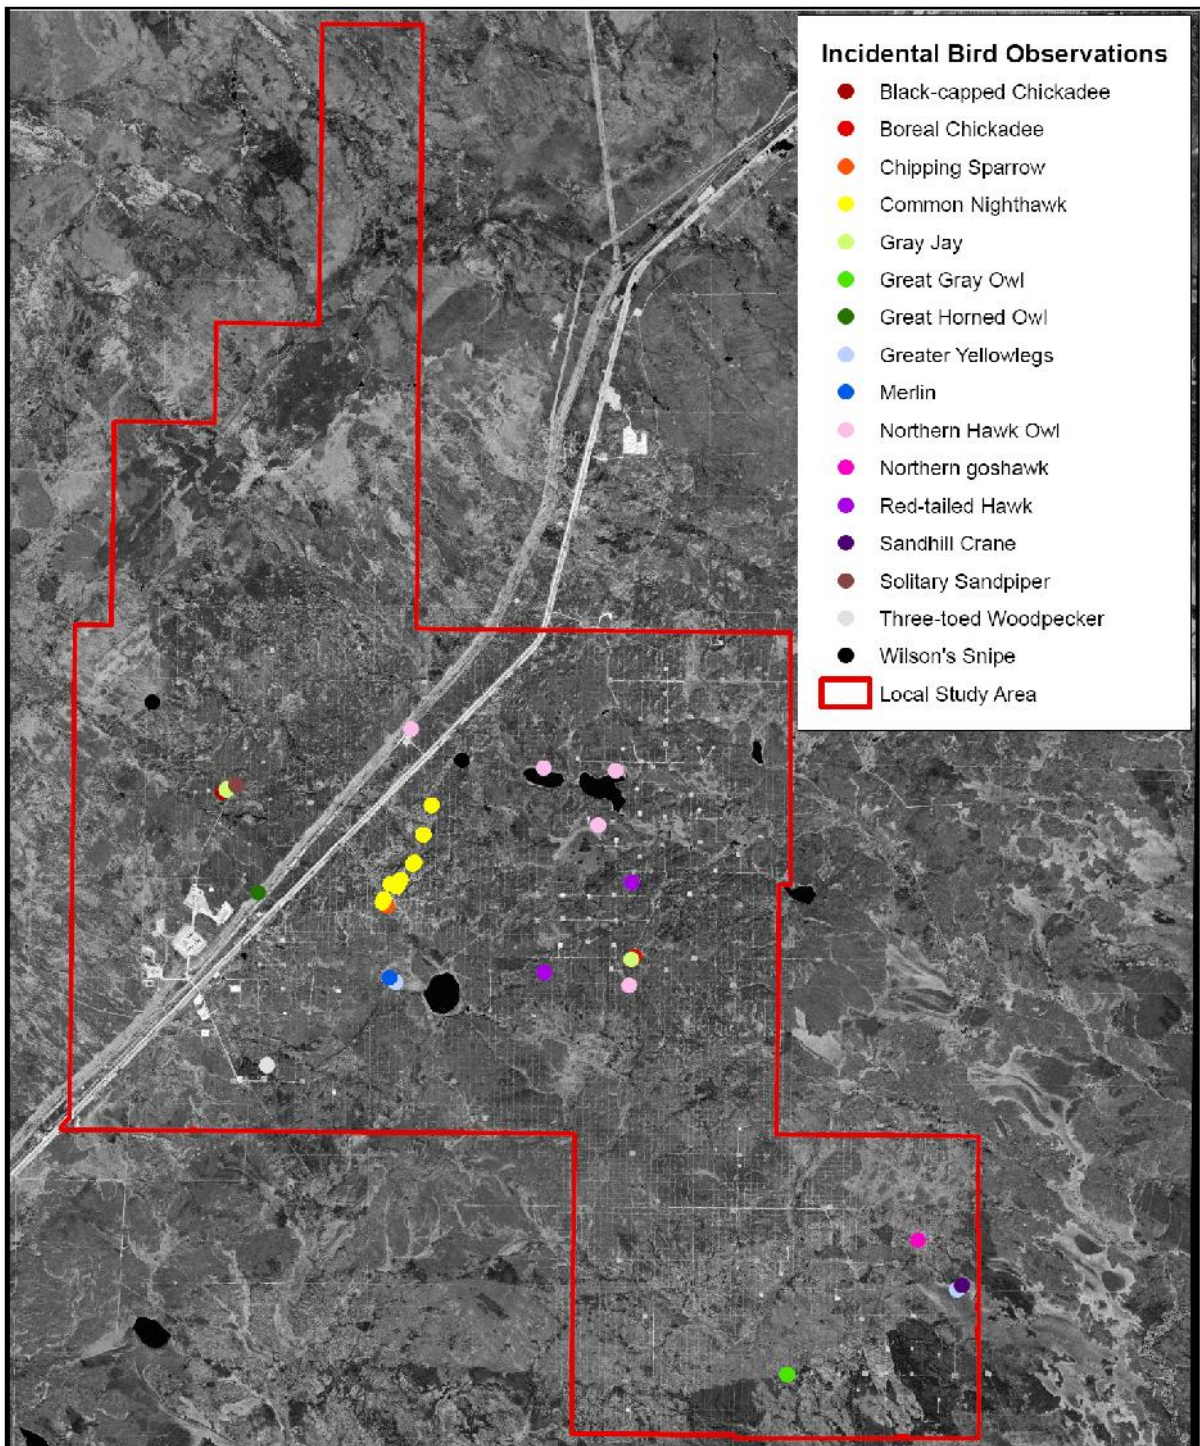 Incidental Bird Observations
Black-capped Chickadee
Boreal Chickadee
Chipping Sparrow
Common Nighthawk
Gray Jay
Great Gray Owl
Great Horned Owl
Greater Yellowlegs
Merlin
Northern Hawk Owl
Northern goshawk
Red-tailed Hawk
Sandhill Crane
Solitary Sandpiper
Three-toed Woodpecker
Wilson's Snipe
Local Study Area